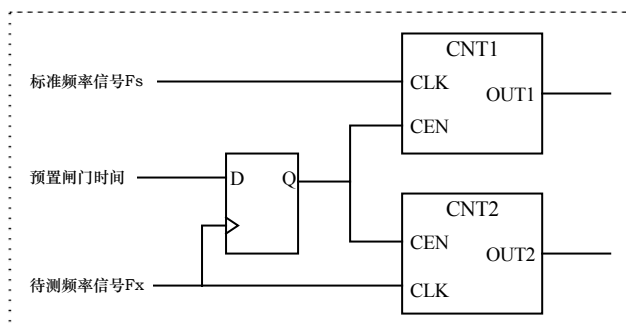 CNT1
标准频率信号Fs
CLK
OUT1
CEN
预置闸门时间
D
Q
CNT2
CEN
OUT2
待测频率信号Fx
CLK